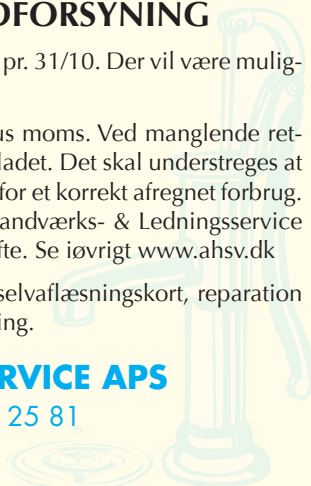 DFORSYNING
pr. 31/10. Der vil være mulig-
us moms. Ved manglende ret-
ladet. Det skal understreges at
for et korrekt afregnet forbrug.
andværks- & Ledningsservice
fte. Se iøvrigt www.ahsv.dk
selvaflæsningskort, reparation
ing.
RVICE APS
25 81